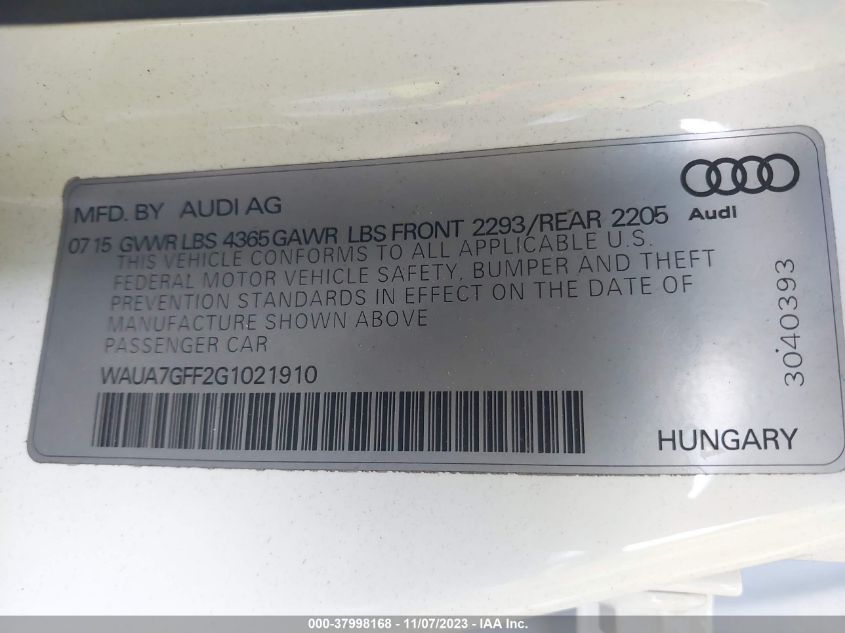 MFD. BY AUDI AG
Audi
0715 GVWR LBS 4365 GAWR LBS FRONT 2293/REAR 2205
THIS VEHICLE CONFORMS TO ALL APPLICABLE U.S.
FEDERAL MOTOR VEHICLE SAFETY, BUMPER AND THEFT
PREVENTION STANDARDS IN EFFECT ON THE DATE OF
MANUFACTURE SHOWN ABOVE
PASSENGER CAR
WAUA7GFF2G1021910
3040393
HUNGARY
000-37998168 - 11/07/2023 - IAA Inc.